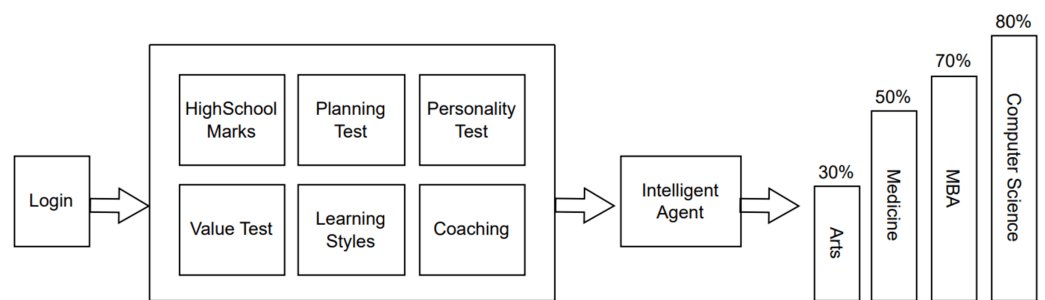 Login
HighSchool
Marks
Planning
Test
Personality
Test
Value Test
Learning
Styles
Coaching
Intelligent
Agent
30%
Arts
50%
Medicine
70%
MBA
80%
Computer Science